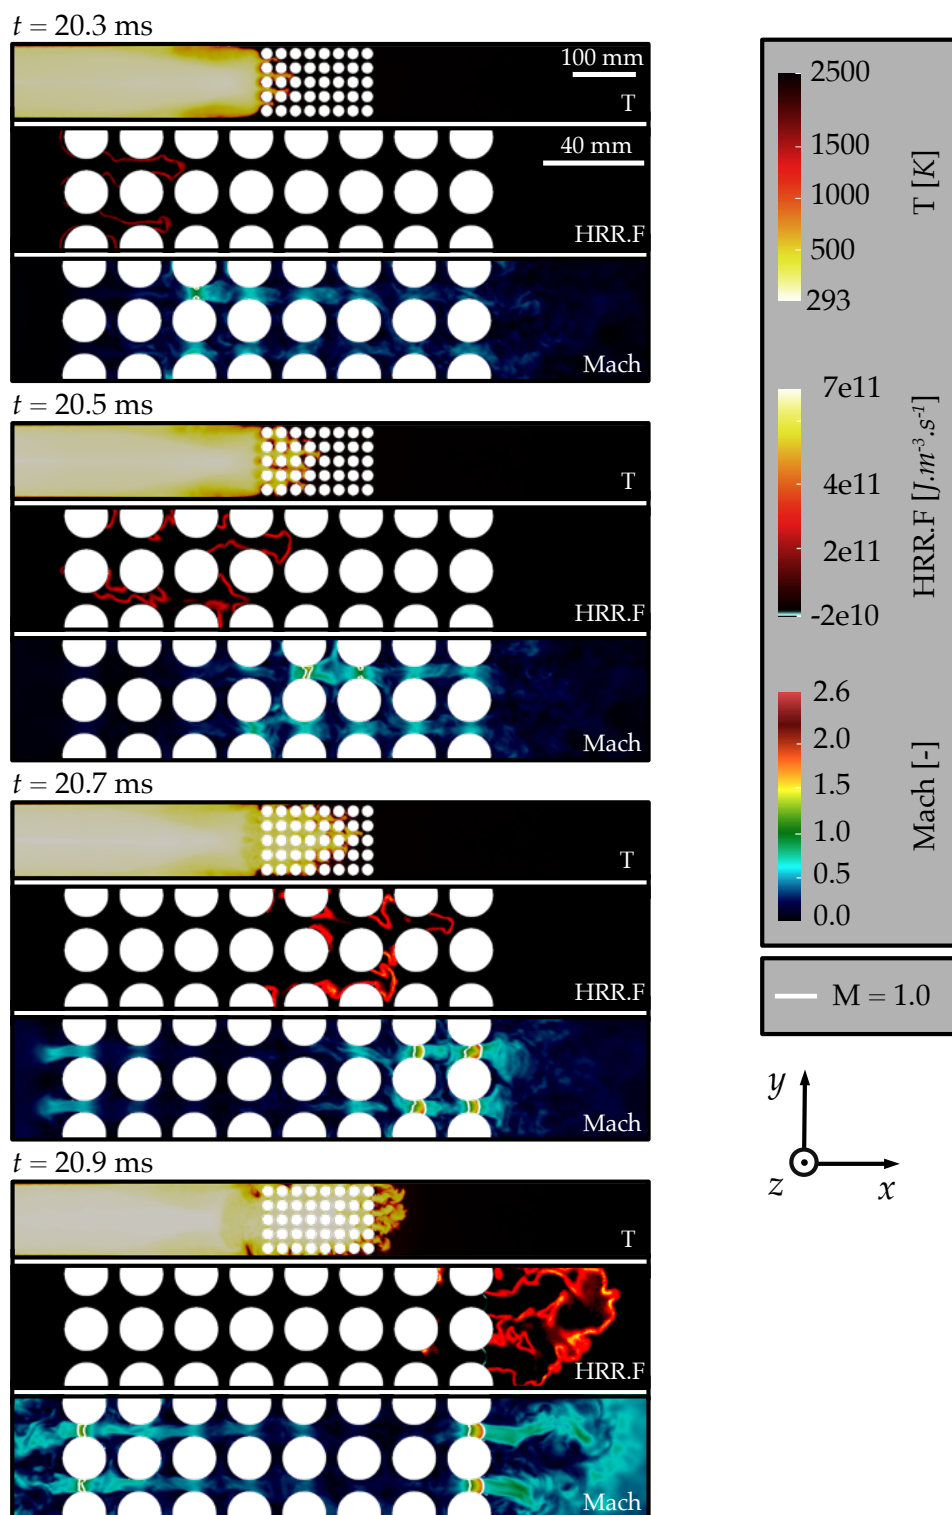 t = 20.3 ms
100 mm
T
40 mm
HRR.F
Mach
t = 20.5 ms
T
HRR.F
Mach
t = 20.7 ms
T
HRR.F
Mach
t = 20.9 ms
T
HRR.F
Mach
2500
1500
1000
500
293
T [K]
7e11
4e11
2e11
-2e10
HRR.F [J.m⁻³.s⁻¹]
2.6
2.0
1.5
1.0
0.5
0.0
Mach [-]
M = 1.0
y
z
x